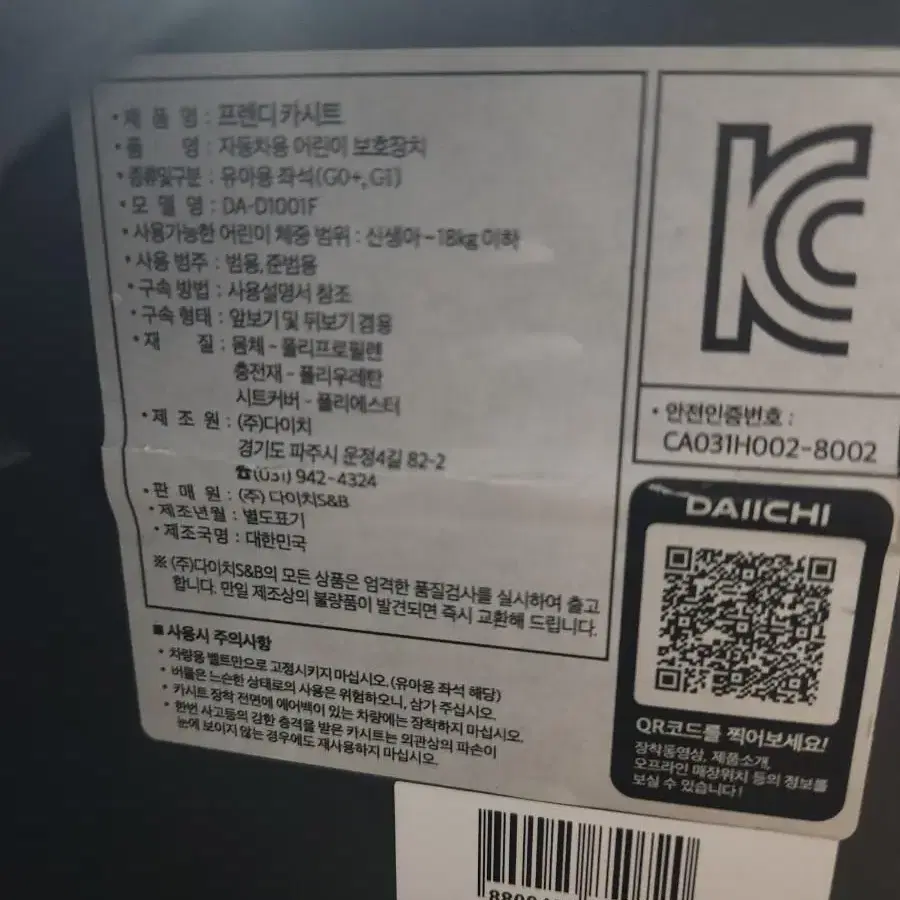 • 제 품 명 : 프렌디 카시트
• 품 명 : 자동차용 어린이 보호장치
• 종류및구분 : 유아용 좌석(G0+, G1)
• 모 델 명 : DA-D1001F
• 사용가능한 어린이 체중 범위 : 신생아~18kg 이하
• 사용 범주 : 범용,준범용
• 구속 방법 : 사용설명서 참조
• 구속 형태 : 앞보기 및 뒤보기 겸용
• 재 질 : 몸체 - 폴리프로필렌
충전재 - 폴리우레탄
시트커버 - 폴리에스터
• 제 조 원 : (주)다이치
경기도 파주시 운정4길 82-2
☎(031) 942-4324
• 판 매 원 : (주) 다이치S&B
• 제조년월 : 별도표기
• 제조국명 : 대한민국
※ (주)다이치S&B의 모든 상품은 엄격한 품질검사를 실시하여 출고
합니다. 만일 제조상의 불량품이 발견되면 즉시 교환해 드립니다.
■ 사용시 주의사항
• 차량용 벨트만으로 고정시키지 마십시오. (유아용 좌석 해당)
• 버클은 느슨한 상태로의 사용은 위험하오니, 삼가 주십시오.
• 카시트 장착 전면에 에어백이 있는 차량에는 장착하지 마십시오.
• 한번 사고등의 강한 충격을 받은 카시트는 외관상의 파손이
눈에 보이지 않는 경우에도 재사용하지 마십시오.
KC
• 안전인증번호 :
CA031H002-8002
DAIICHI
QR코드를 찍어보세요!
장착동영상, 제품소개,
오프라인 매장위치 등의 정보를
보실 수 있습니다!